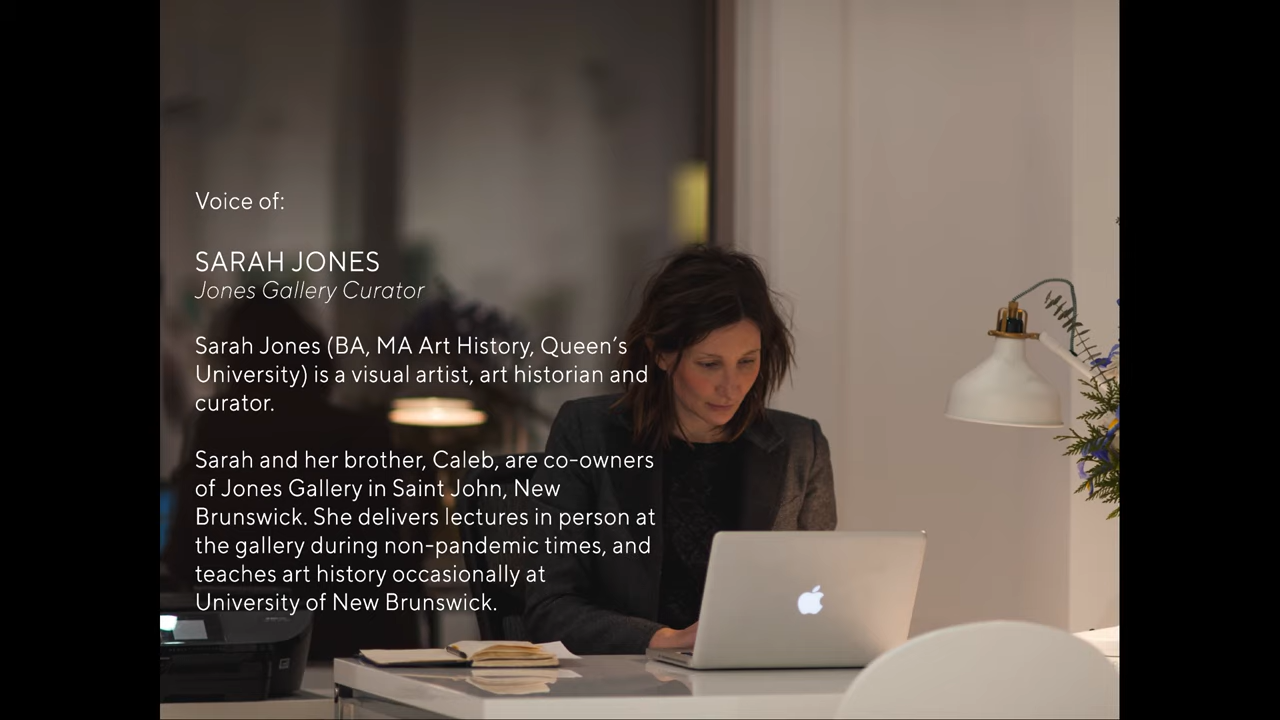 Voice of:
SARAH JONES
Jones Gallery Curator
Sarah Jones (BA, MA Art History, Queen's
University) is a visual artist, art historian and
curator.
Sarah and her brother, Caleb, are co-owners
of Jones Gallery in Saint John, New
Brunswick. She delivers lectures in person at
the gallery during non-pandemic times, and
teaches art history occasionally at
University of New Brunswick.